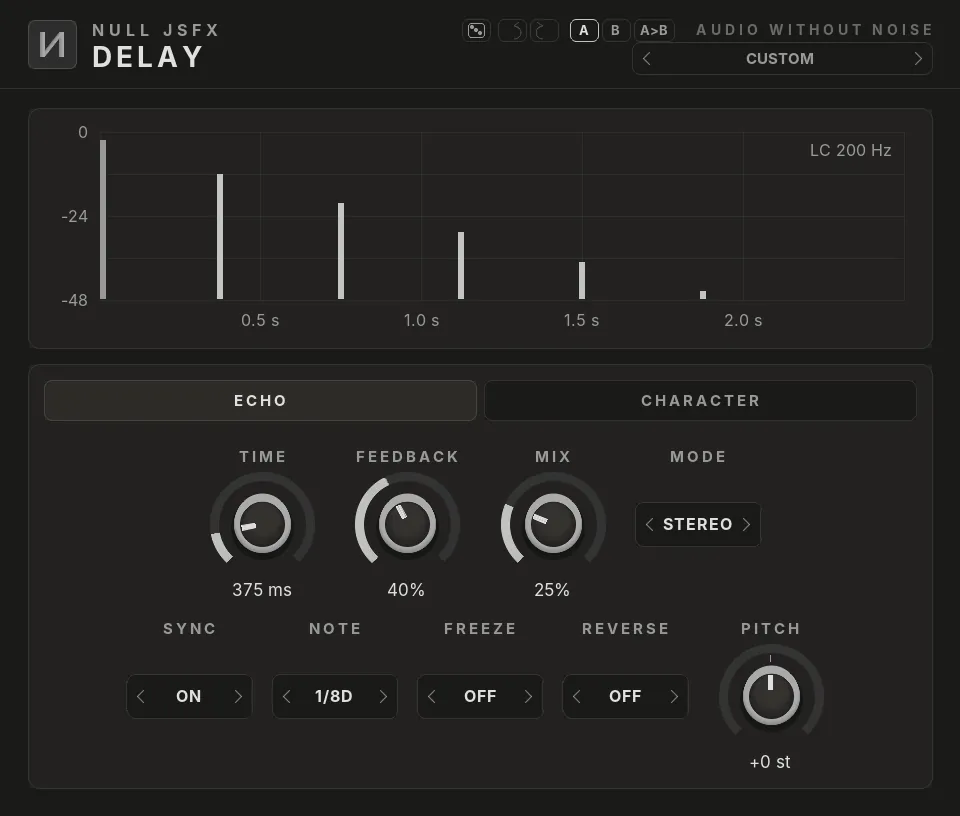 NULL JSFX
DELAY
A B A>B
AUDIO WITHOUT NOISE
CUSTOM
0
-24
-48
LC 200 Hz
0.5 s 1.0 s 1.5 s 2.0 s
ECHO CHARACTER
TIME FEEDBACK MIX MODE
STEREO
375 ms 40% 25%
SYNC NOTE FREEZE REVERSE PITCH
ON 1/8D OFF OFF
+0 st